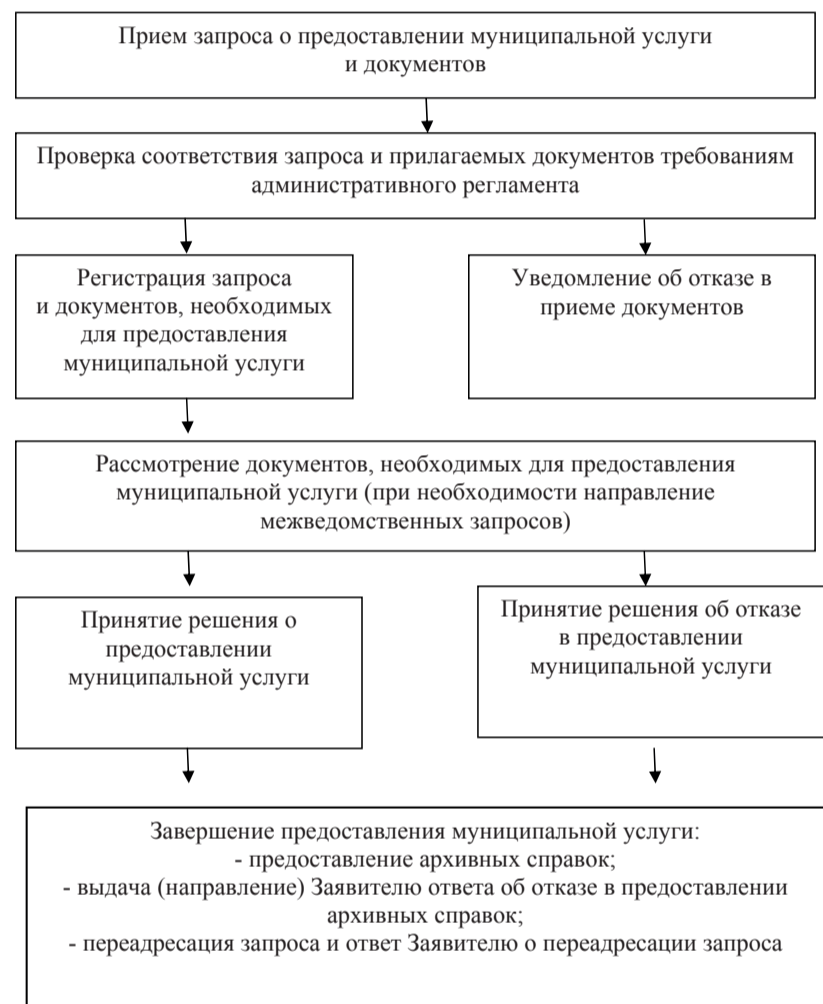 Прием запроса о предоставлении муниципальной услуги
и документов
Проверка соответствия запроса и прилагаемых документов требованиям
административного регламента
Регистрация запроса
и документов, необходимых
для предоставления
муниципальной услуги
Уведомление об отказе в
приеме документов
Рассмотрение документов, необходимых для предоставления
муниципальной услуги (при необходимости направление
межведомственных запросов)
Принятие решения о
предоставлении
муниципальной услуги
Принятие решения об отказе
в предоставлении
муниципальной услуги
Завершение предоставления муниципальной услуги:
- предоставление архивных справок;
- выдача (направление) Заявителю ответа об отказе в предоставлении
архивных справок;
- переадресация запроса и ответ Заявителю о переадресации запроса